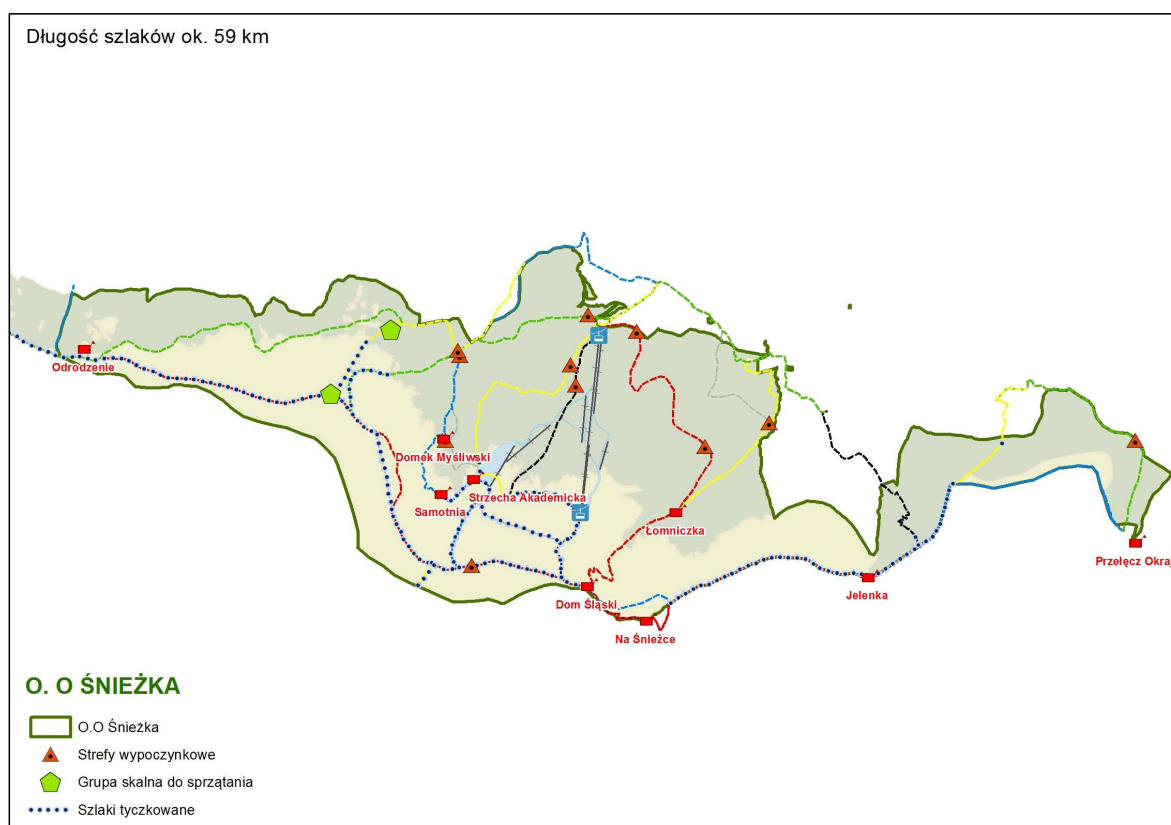 Długość szlaków ok. 59 km
Odrodzenie
Domek Myśliwski
Strzecha Akademicka
Samotnia
Łomniczka
Przełęcz Okraj
Jelenka
Dom Śląski
Na Śnieżce
O. O ŚNIEŻKA
O.O Śnieżka
Strefy wypoczynkowe
Grupa skalna do sprzątania
Szlaki tyczkowane